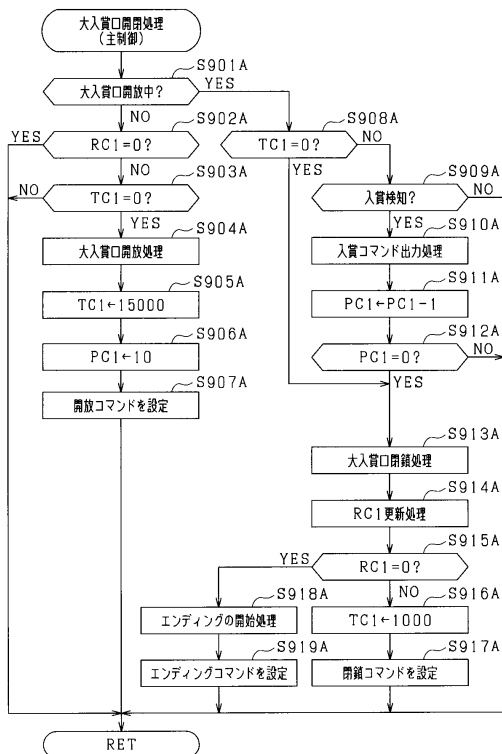 大入賞口開閉処理
(主制御)
S901A
大入賞口開放中?
YES
NO
S902A
YES
RC1=0?
NO
S903A
NO
TC1=0?
YES
S904A
大入賞口開放処理
S905A
TC1←15000
S906A
PC1←10
S907A
開放コマンドを設定
S908A
TC1=0?
NO
YES
S909A
入賞検知?
NO
YES
S910A
入賞コマンド出力処理
S911A
PC1←PC1-1
S912A
PC1=0?
NO
YES
S913A
大入賞口閉鎖処理
S914A
RC1更新処理
S915A
YES
RC1=0?
NO
S918A
エンディングの開始処理
S916A
TC1←1000
S919A
エンディングコマンドを設定
S917A
閉鎖コマンドを設定
RET